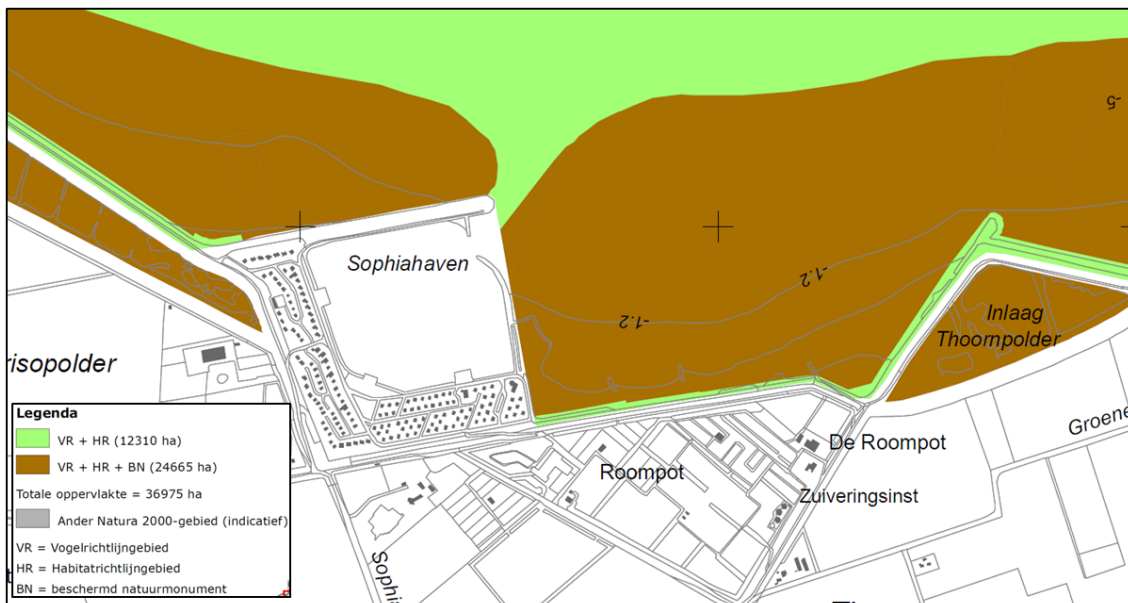 -5
-1.2
-1.2
Sophiahaven
Inlaag
Thoornpolder
risopolder
Groene
De Roompot
Roompot
Zuiveringsinst
Sophia
Legenda
VR + HR (12310 ha)
VR + HR + BN (24665 ha)
Totale oppervlakte = 36975 ha
Ander Natura 2000-gebied (indicatief)
VR = Vogelrichtlijngebied
HR = Habitatrichtlijngebied
BN = beschermd natuurmonument